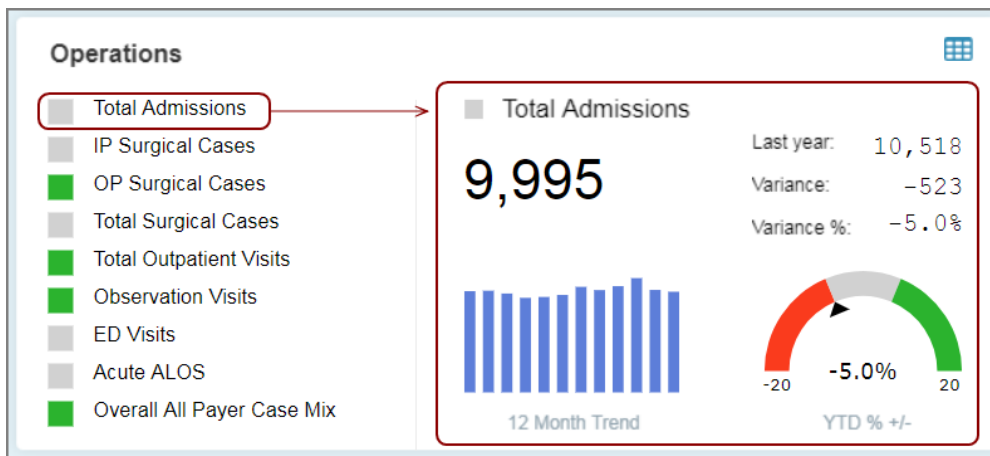 Operations
Total Admissions
IP Surgical Cases
OP Surgical Cases
Total Surgical Cases
Total Outpatient Visits
Observation Visits
ED Visits
Acute ALOS
Overall All Payer Case Mix
Total Admissions
9,995
Last year: 10,518
Variance: -523
Variance %: -5.0%
12 Month Trend
-20
-5.0%
20
YTD % +/-